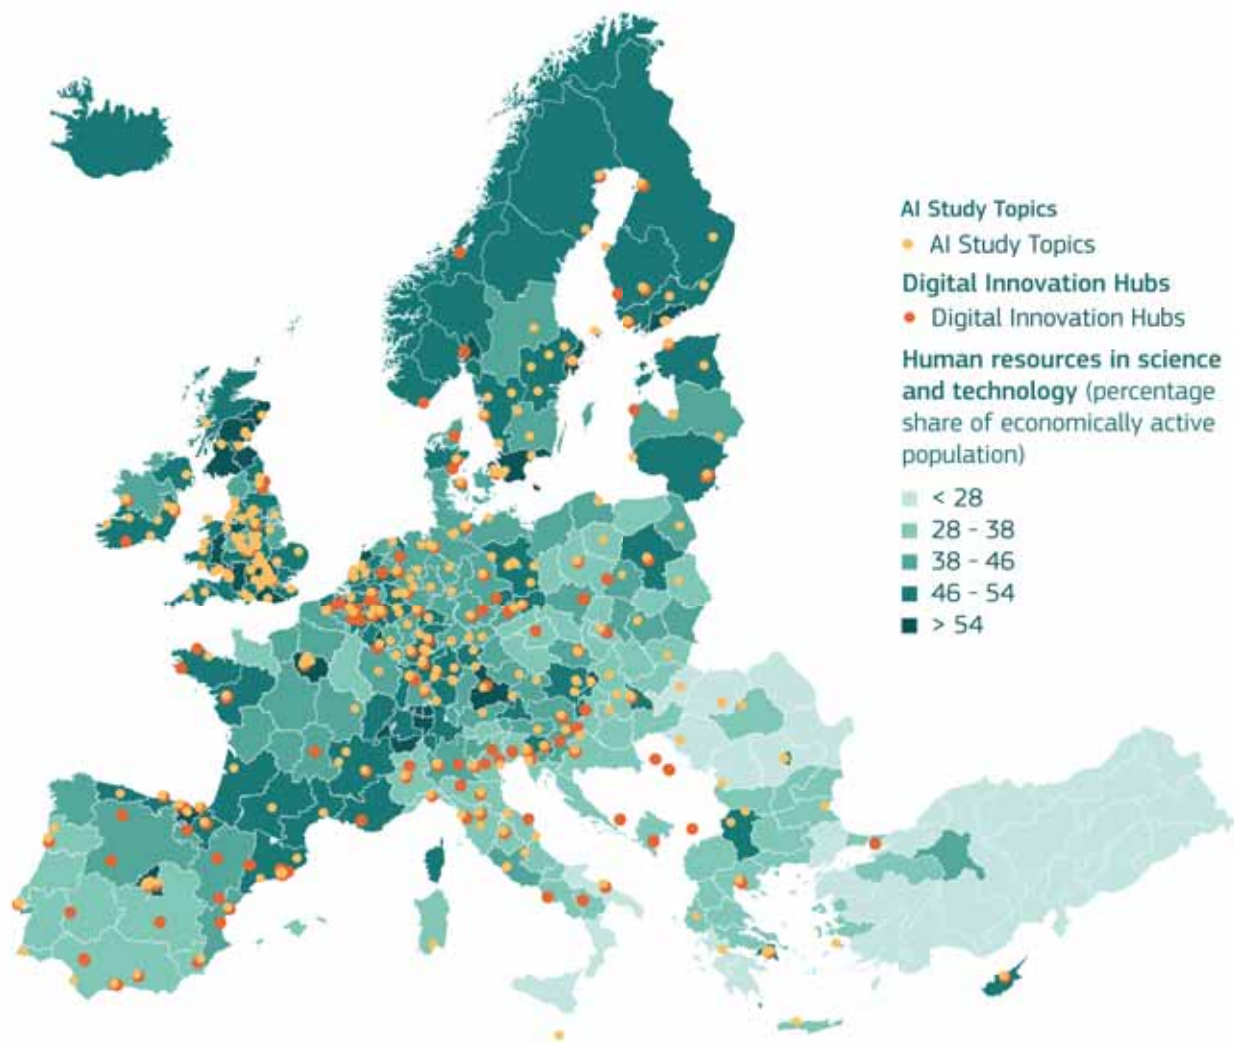 AI Study Topics
AI Study Topics
Digital Innovation Hubs
Digital Innovation Hubs
Human resources in science
and technology (percentage
share of economically active
population)
< 28
28 - 38
38 - 46
46 - 54
> 54